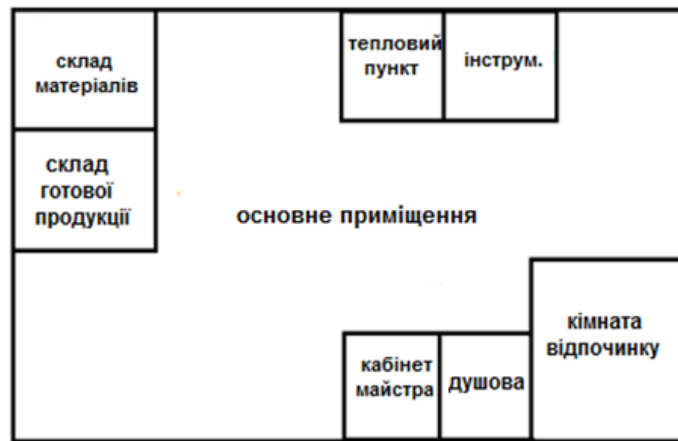 склад
матеріалів
тепловий
пункт
інструм.
склад
готової
продукції
основне приміщення
кімната
відпочинку
кабінет
майстра
душова